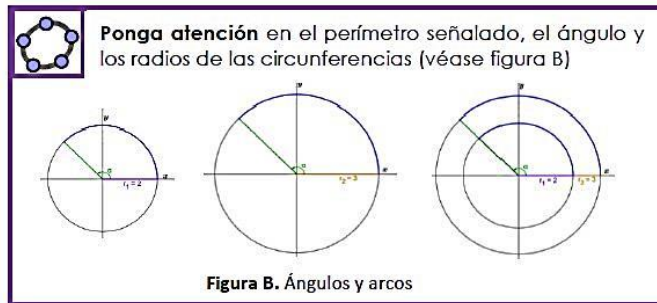 Ponga atención en el perímetro señalado, el ángulo y
los radios de las circunferencias (véase figura B)
y
α
x
r₁ = 2
y
α
x
r₂ = 3
y
α
x
r₁ = 2
r₂ = 3
Figura B. Ángulos y arcos